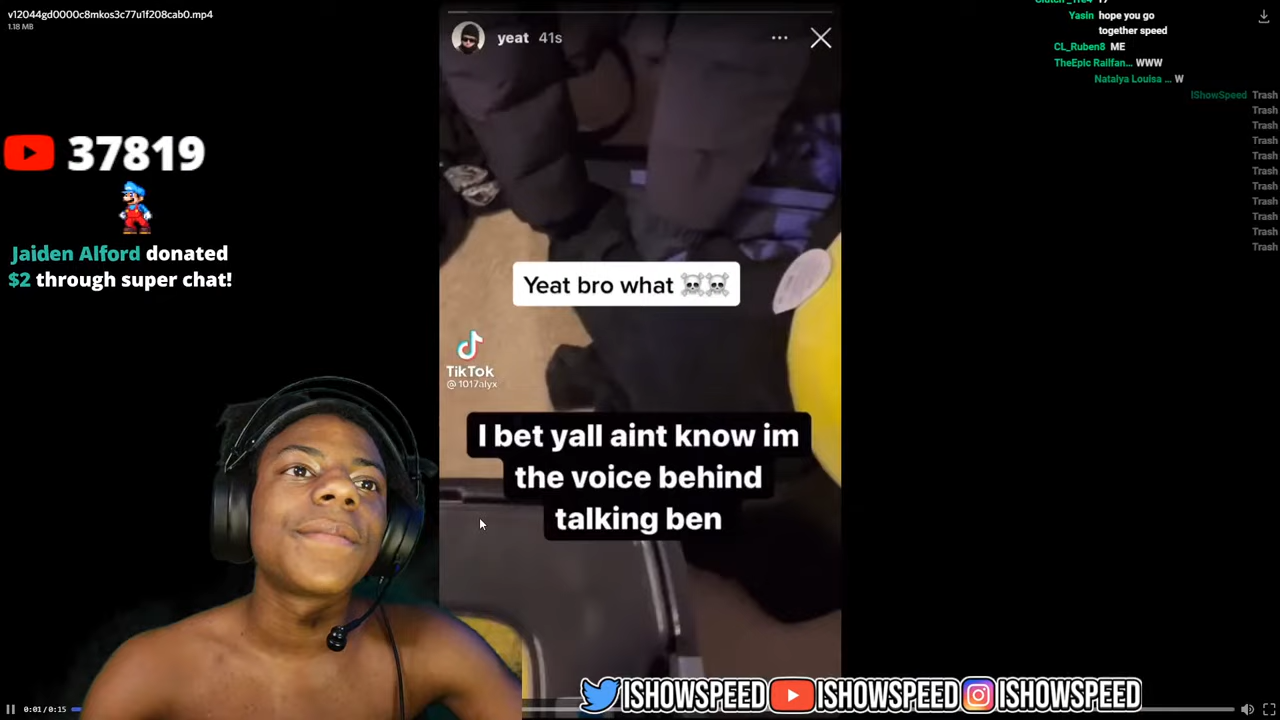 v12044gd0000c8mkos3c77u1f208cab0.mp4
1.18 MB
yeat 41s
Yasin hope you go
together speed
CL_Ruben8 ME
TheEpic Railfan... WWW
Natalya Louisa ... W
IShowSpeed Trash
Trash
Trash
Trash
Trash
Trash
Trash
Trash
Trash
Trash
Trash
37819
Jaiden Alford donated
$2 through super chat!
Yeat bro what ☠☠
TikTok
@1017alyx
I bet yall aint know im
the voice behind
talking ben
ISHOWSPEED ISHOWSPEED ISHOWSPEED
0:01 / 0:15